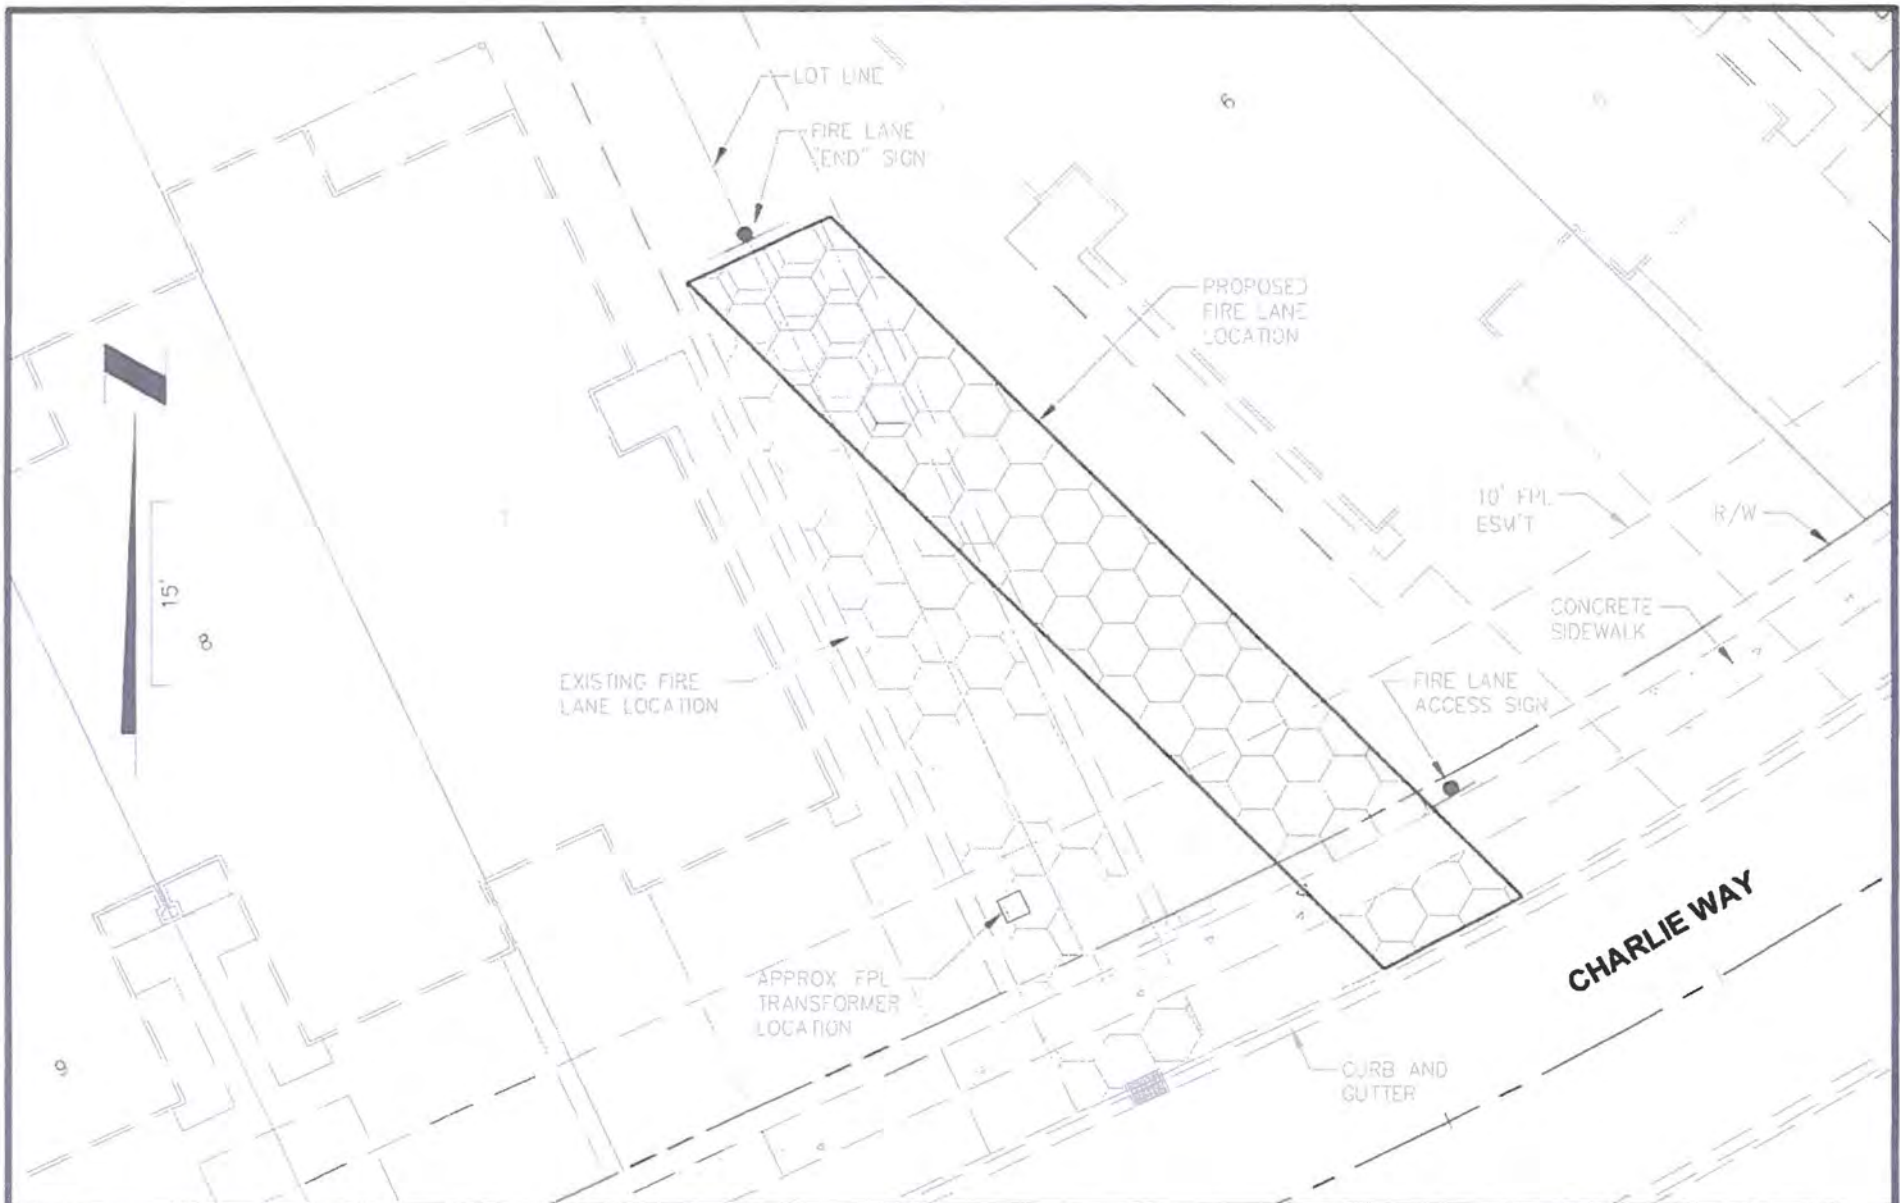 LOT LINE
FIRE LANE
"END" SIGN
6
PROPOSED
FIRE LANE
LOCATION
10' FPL
ESM'T
R/W
15'
8
CONCRETE
SIDEWALK
EXISTING FIRE
LANE LOCATION
FIRE LANE
ACCESS SIGN
CHARLIE WAY
APPROX FPL
TRANSFORMER
LOCATION
9
CURB AND
GUTTER